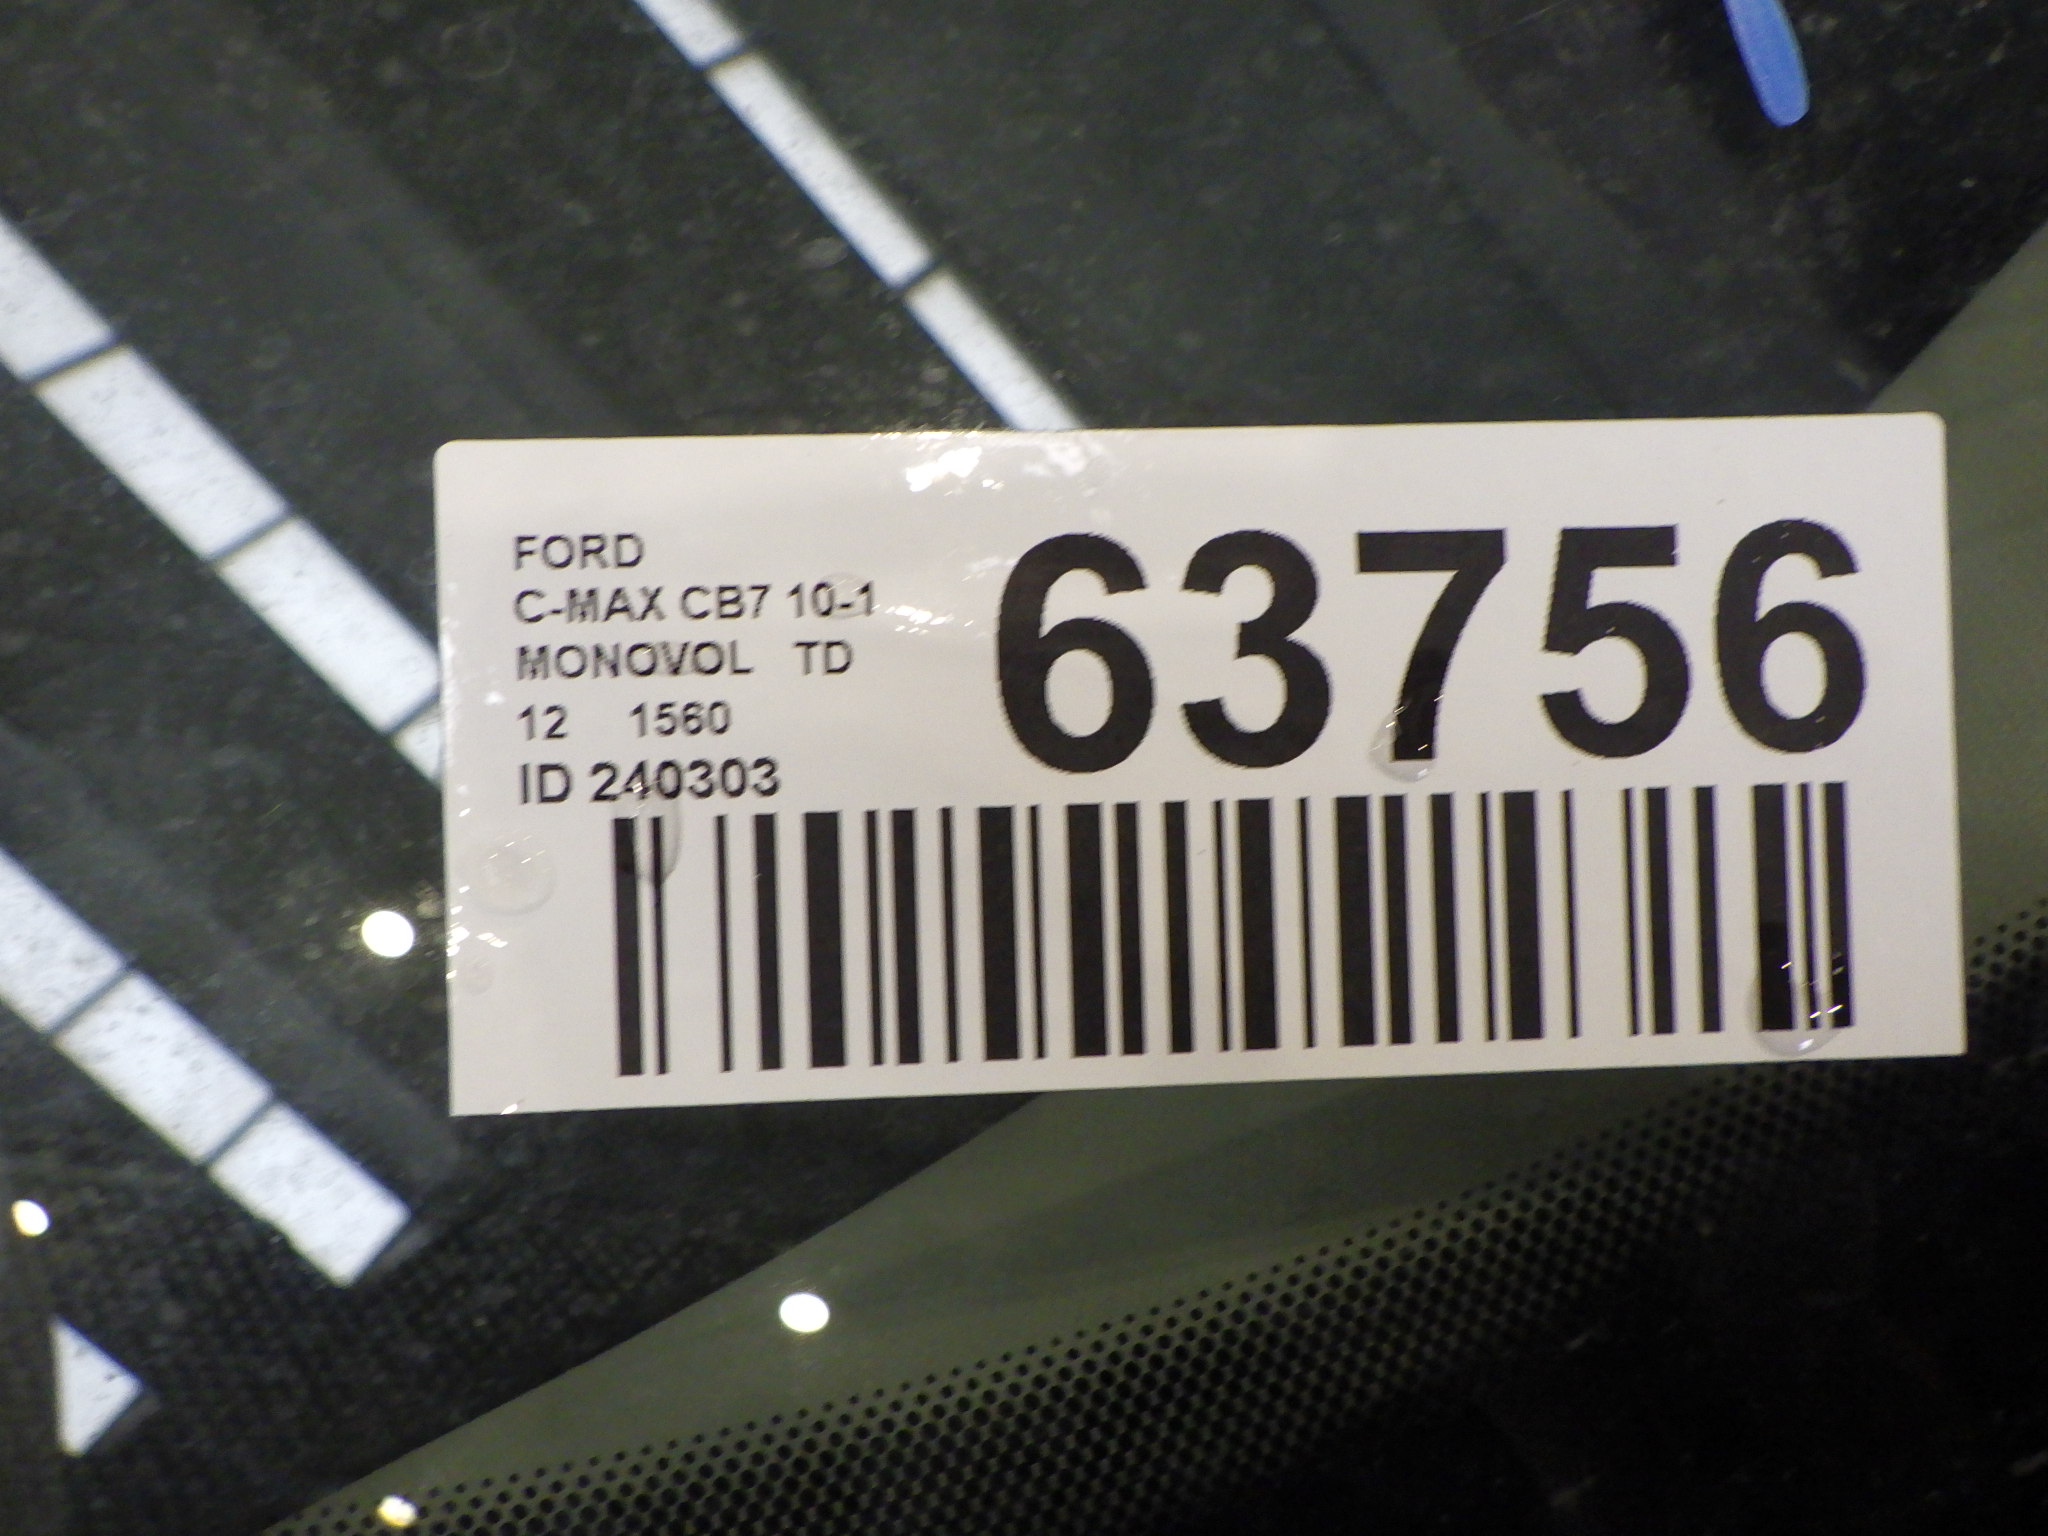 FORD
C-MAX CB7 10-1
MONOVOL TD
12 1560
ID 240303
63756